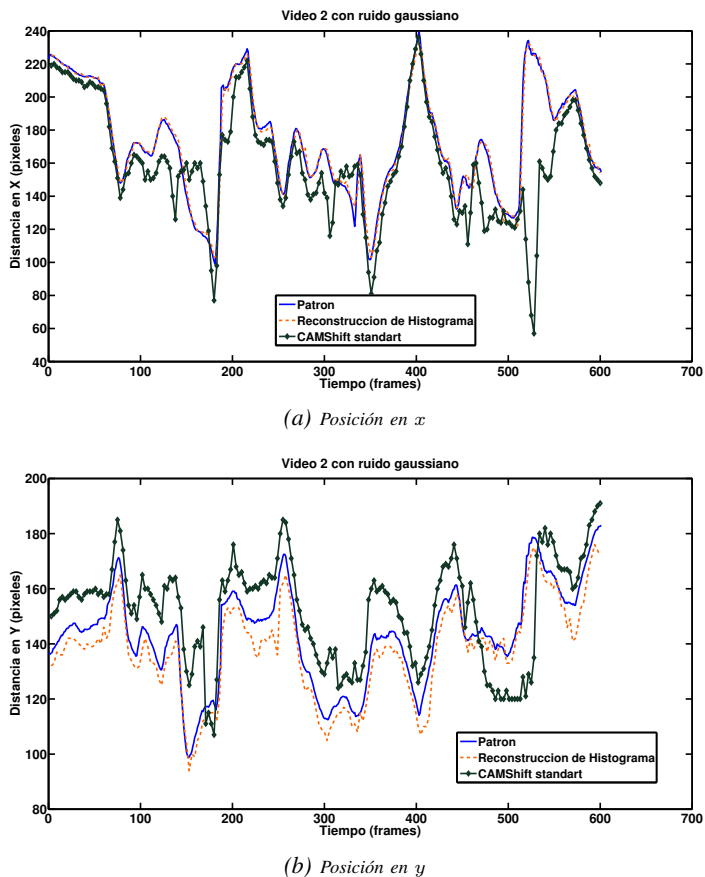 Video 2 con ruido gaussiano
240
220
200
180
160
140
120
100
80
60
40
Distancia en X (pixeles)
Patron
Reconstruccion de Histograma
CAMShift standart
0 100 200 300 400 500 600 700
Tiempo (frames)
(a) Posición en x
Video 2 con ruido gaussiano
200
180
160
140
120
100
80
Distancia en Y (pixeles)
Patron
Reconstruccion de Histograma
CAMShift standart
0 100 200 300 400 500 600 700
Tiempo (frames)
(b) Posición en y